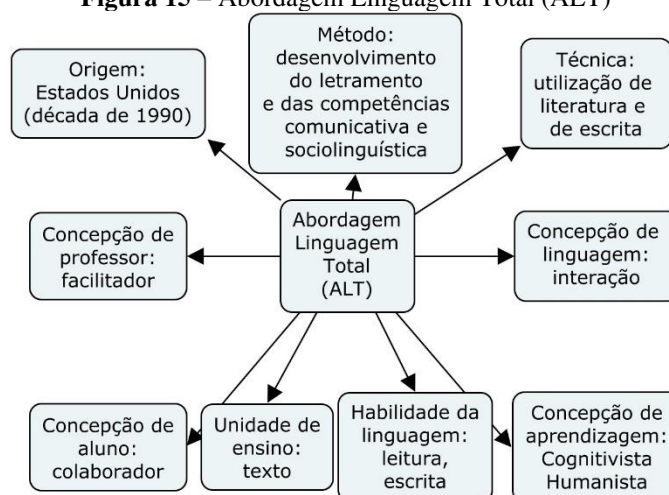 Figura 15 – Abordagem Linguagem Total (ALT)
Origem:
Estados Unidos
(década de 1990)
Método:
desenvolvimento
do letramento
e das competências
comunicativa e
sociolinguística
Técnica:
utilização de
literatura e
de escrita
Concepção de
professor:
facilitador
Abordagem
Linguagem
Total
(ALT)
Concepção de
linguagem:
interação
Concepção de
aluno:
colaborador
Unidade de
ensino:
texto
Habilidade da
linguagem:
leitura,
escrita
Concepção de
aprendizagem:
Cognitivista
Humanista